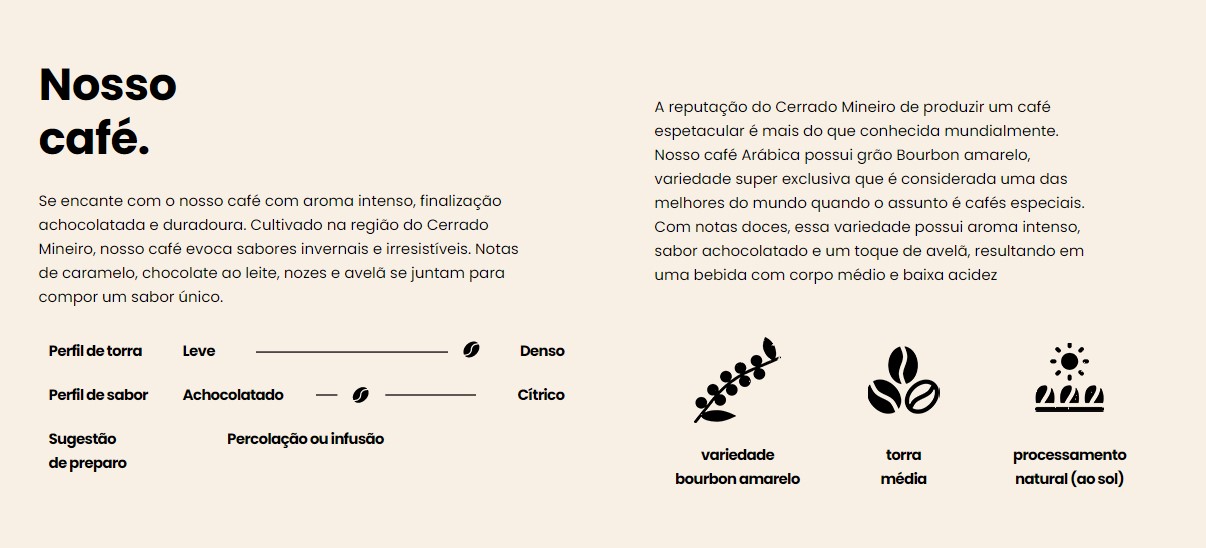 Nosso
café.
Se encante com o nosso café com aroma intenso, finalização
achocolatada e duradoura. Cultivado na região do Cerrado
Mineiro, nosso café evoca sabores invernais e irresistíveis. Notas
de caramelo, chocolate ao leite, nozes e avelã se juntam para
compor um sabor único.
Perfil de torra Leve Denso
Perfil de sabor Achocolatado Cítrico
Sugestão Percolação ou infusão
de preparo
A reputação do Cerrado Mineiro de produzir um café
espetacular é mais do que conhecida mundialmente.
Nosso café Arábica possui grão Bourbon amarelo,
variedade super exclusiva que é considerada uma das
melhores do mundo quando o assunto é cafés especiais.
Com notas doces, essa variedade possui aroma intenso,
sabor achocolatado e um toque de avelã, resultando em
uma bebida com corpo médio e baixa acidez
variedade
bourbon amarelo
torra
média
processamento
natural (ao sol)